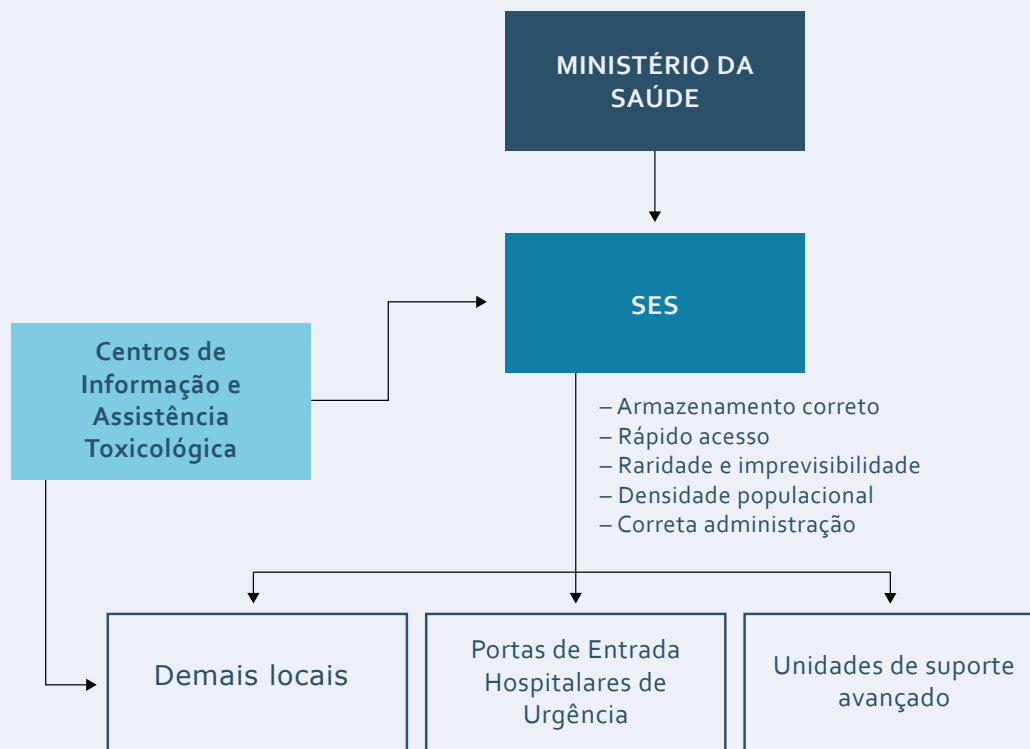 MINISTÉRIO DA
SAÚDE
SES
Centros de
Informação e
Assistência
Toxicológica
– Armazenamento correto
– Rápido acesso
– Raridade e imprevisibilidade
– Densidade populacional
– Correta administração
Demais locais
Portas de Entrada
Hospitalares de
Urgência
Unidades de suporte
avançado